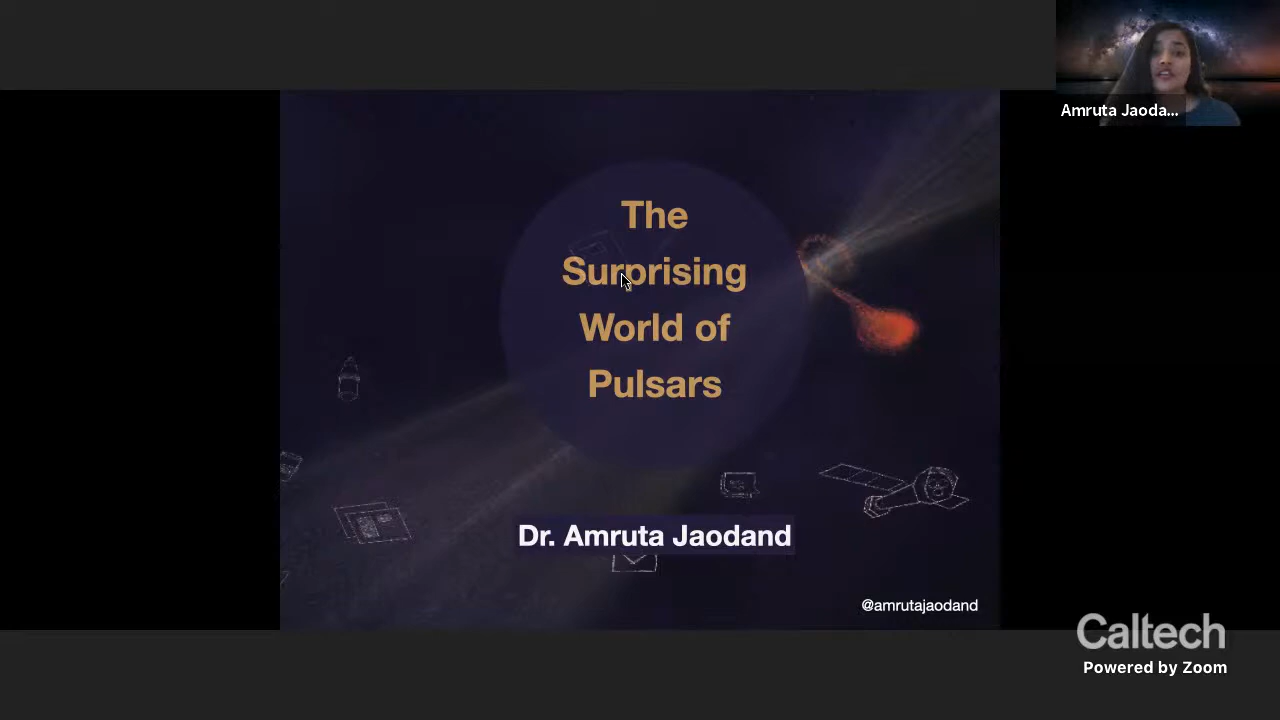 Amruta Jaoda...
The
Surprising
World of
Pulsars
Dr. Amruta Jaodand
@amrutajaodand
Caltech
Powered by Zoom